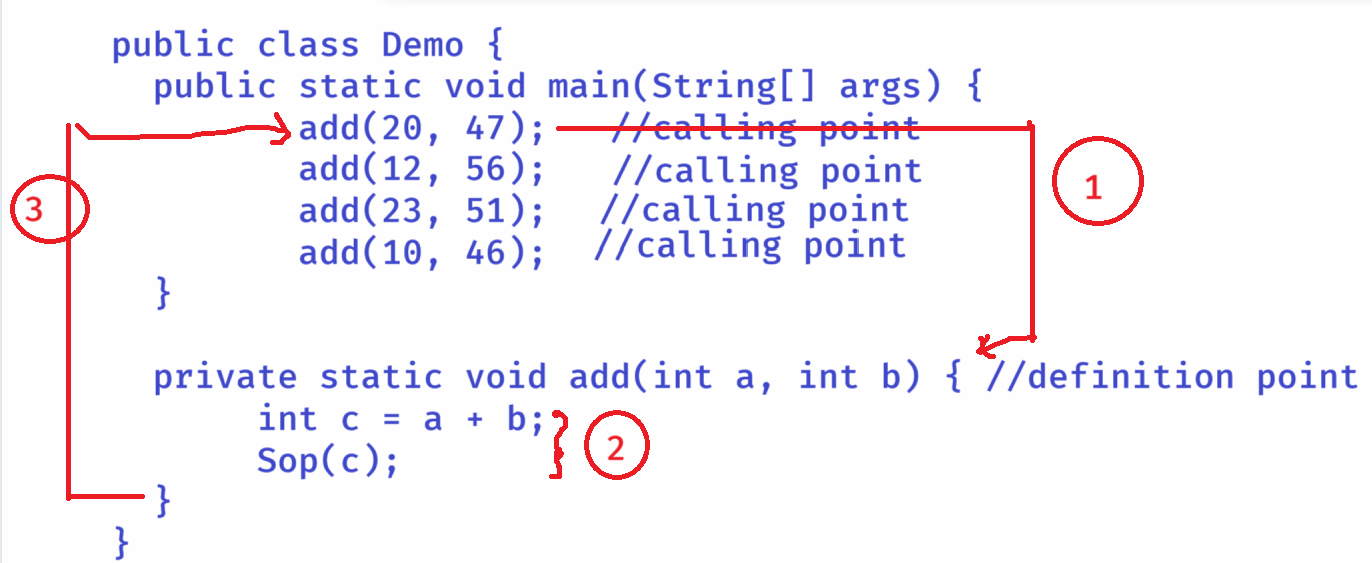 public class Demo {
public static void main(String[] args) {
add(20, 47); //calling point
1
add(12, 56); //calling point
3
add(23, 51); //calling point
add(10, 46); //calling point
}
private static void add(int a, int b) { //definition point
int c = a + b;
2
Sop(c);
}
}